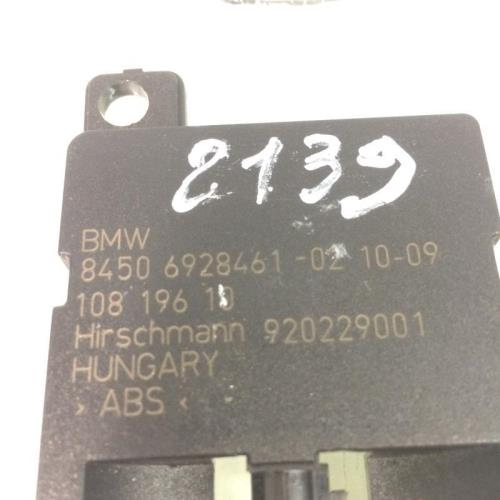 2139
BMW
8450 6928461-02 10-09
108 196 10
Hirschmann 920229001
HUNGARY
> ABS <